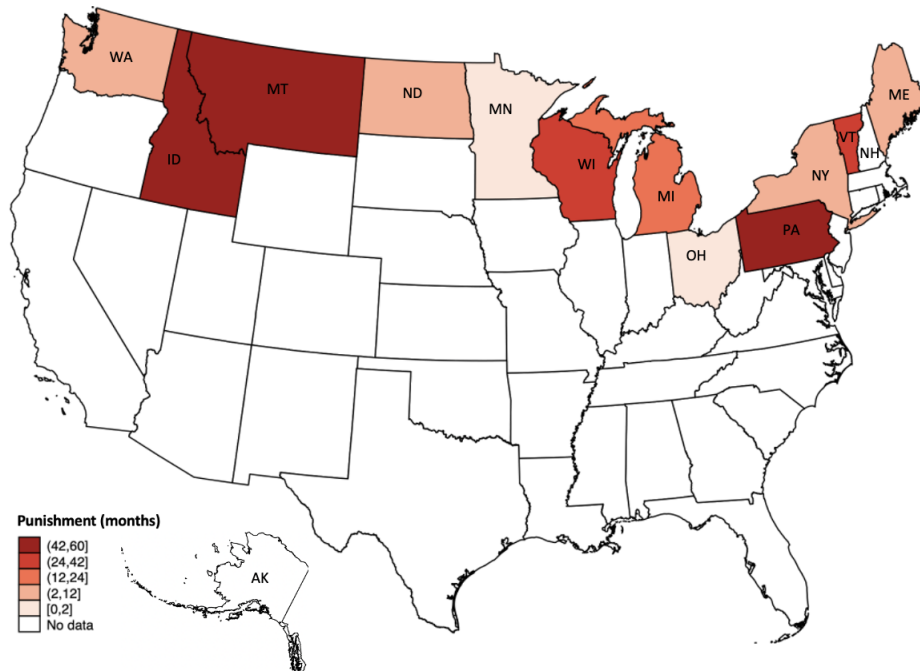 WA
MT
ND
MN
ME
ID
WI
VT
NH
MI
NY
PA
OH
Punishment (months)
(42,60]
(24,42]
(12,24]
(2,12]
[0,2]
No data
AK